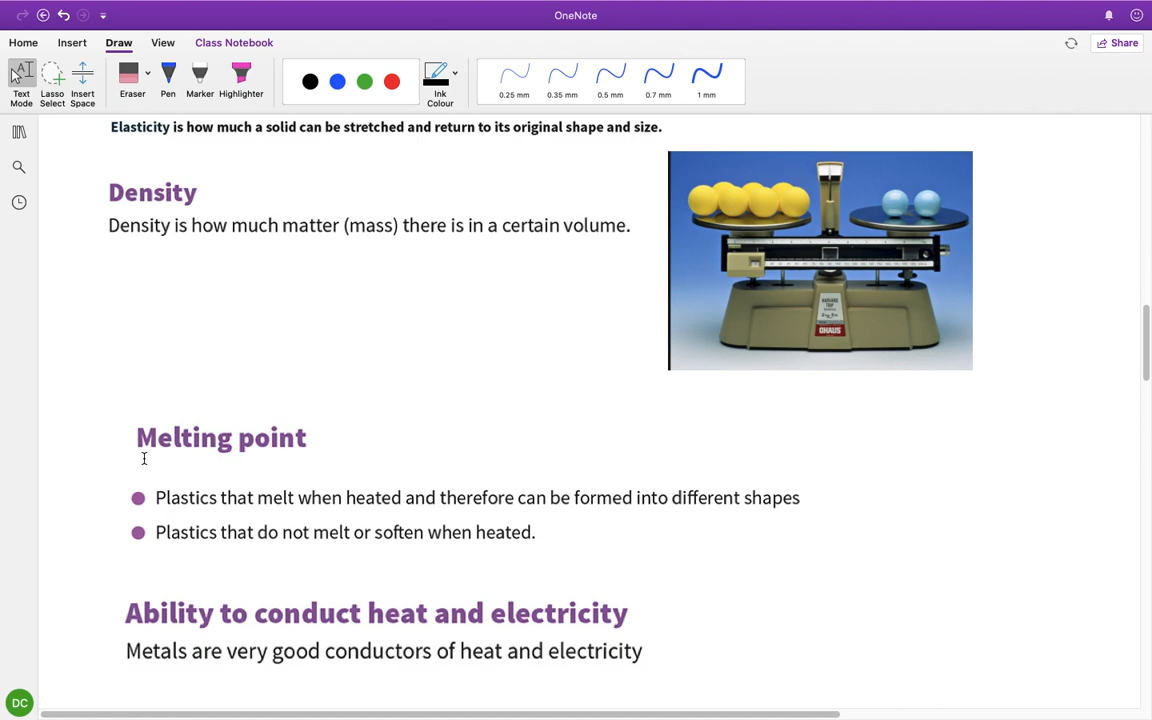 OneNote
Home Insert Draw View Class Notebook Share
Text Mode
Lasso Select
Insert Space
Eraser
Pen
Marker
Highlighter
Ink Colour
0.25 mm
0.35 mm
0.5 mm
0.7 mm
1 mm
Elasticity is how much a solid can be stretched and return to its original shape and size.
Density
Density is how much matter (mass) there is in a certain volume.
OHAUS
Melting point
Plastics that melt when heated and therefore can be formed into different shapes
Plastics that do not melt or soften when heated.
Ability to conduct heat and electricity
Metals are very good conductors of heat and electricity
DC